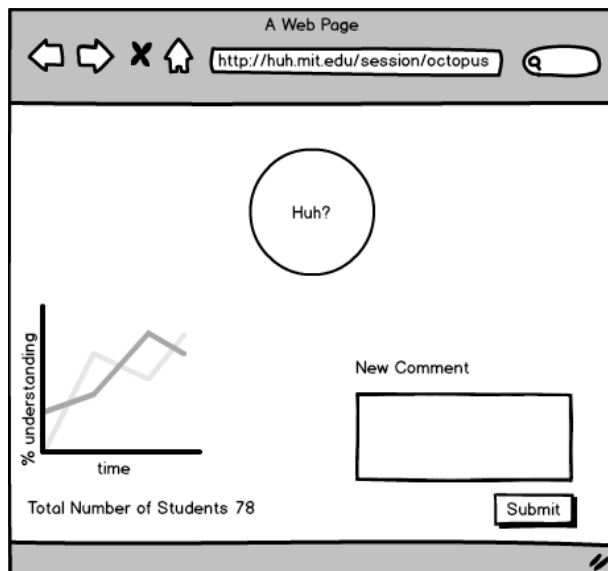 A Web Page
http://huh.mit.edu/session/octopus
Huh?
% understanding
time
Total Number of Students 78
New Comment
Submit